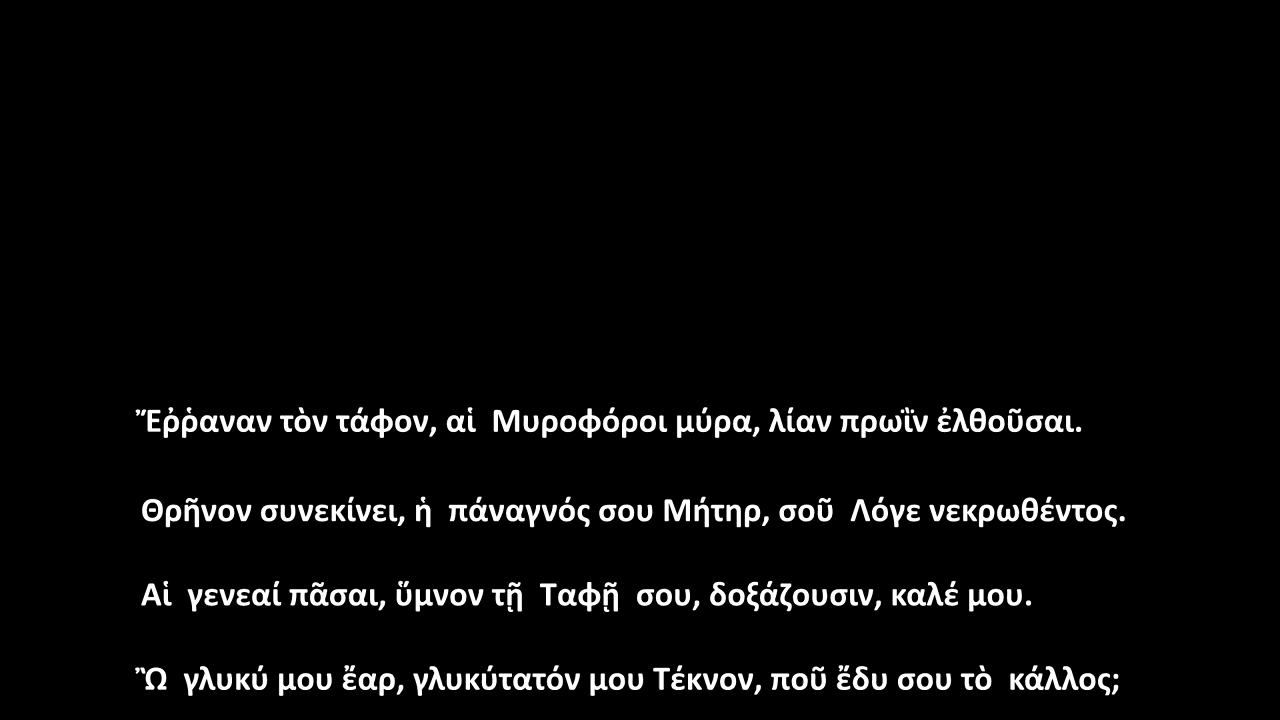 Ἔῤῥαναν τὸν τάφον, αἱ Μυροφόροι μύρα, λίαν πρωῒν ἐλθοῦσαι.
Θρῆνον συνεκίνει, ἡ πάναγνός σου Μήτηρ, σοῦ Λόγε νεκρωθέντος.
Αἱ γενεαί πᾶσαι, ὕμνον τῇ Ταφῇ σου, δοξάζουσιν, καλέ μου.
Ὢ γλυκύ μου ἔαρ, γλυκύτατόν μου Τέκνον, ποῦ ἔδυ σου τὸ κάλλος;